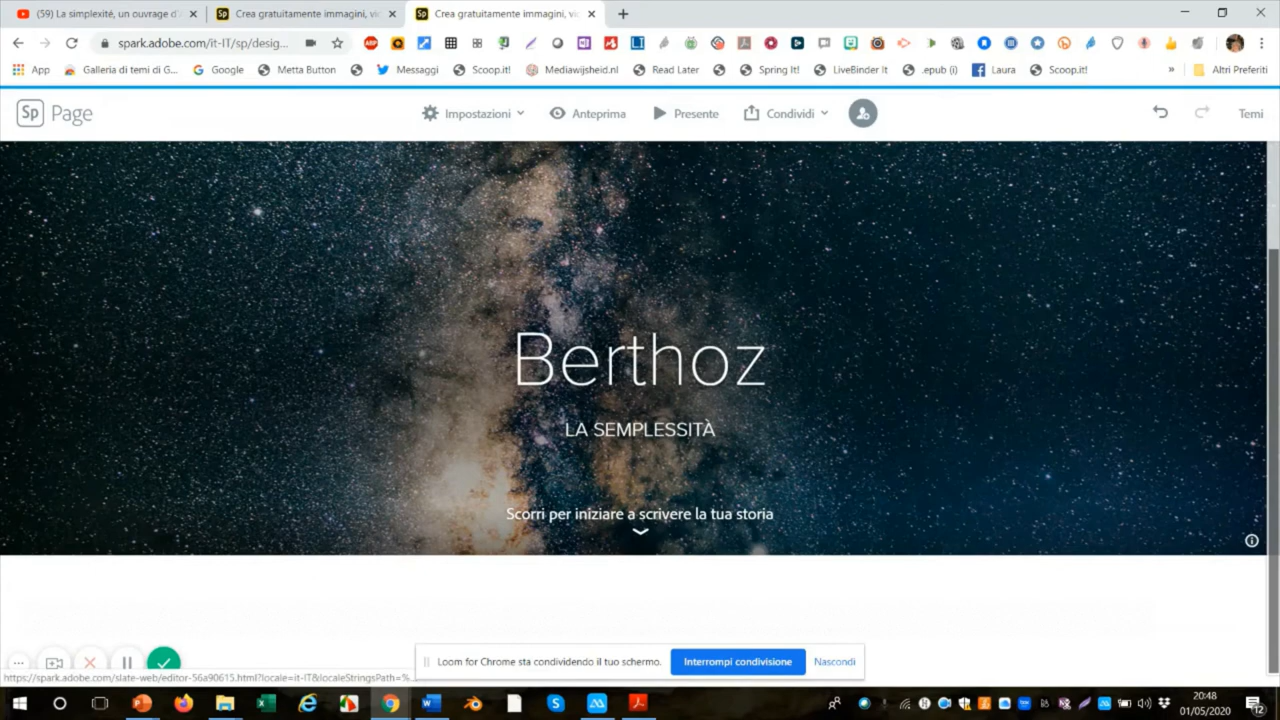 (59) La simplexité, un ouvrage d'A
Crea gratuitamente immagini, vid
Crea gratuitamente immagini, vid
spark.adobe.com/it-IT/sp/desig...
App
Galleria di temi di G...
Google
Metta Button
Messaggi
Scoop.it!
Mediawijsheid.nl
Read Later
Spring It!
LiveBinder It
.epub (i)
Laura
Scoop.it!
»
Altri Preferiti
Sp Page
Impostazioni
Anteprima
Presente
Condividi
Temi
Berthoz
LA SEMPLESSITÀ
Scorri per iniziare a scrivere la tua storia
Loom for Chrome sta condividendo il tuo schermo.
Interrompi condivisione
Nascondi
https://spark.adobe.com/slate-web/editor-56a90615.html?locale=it-IT&localeStringsPath=%...
20:48
01/05/2020
12